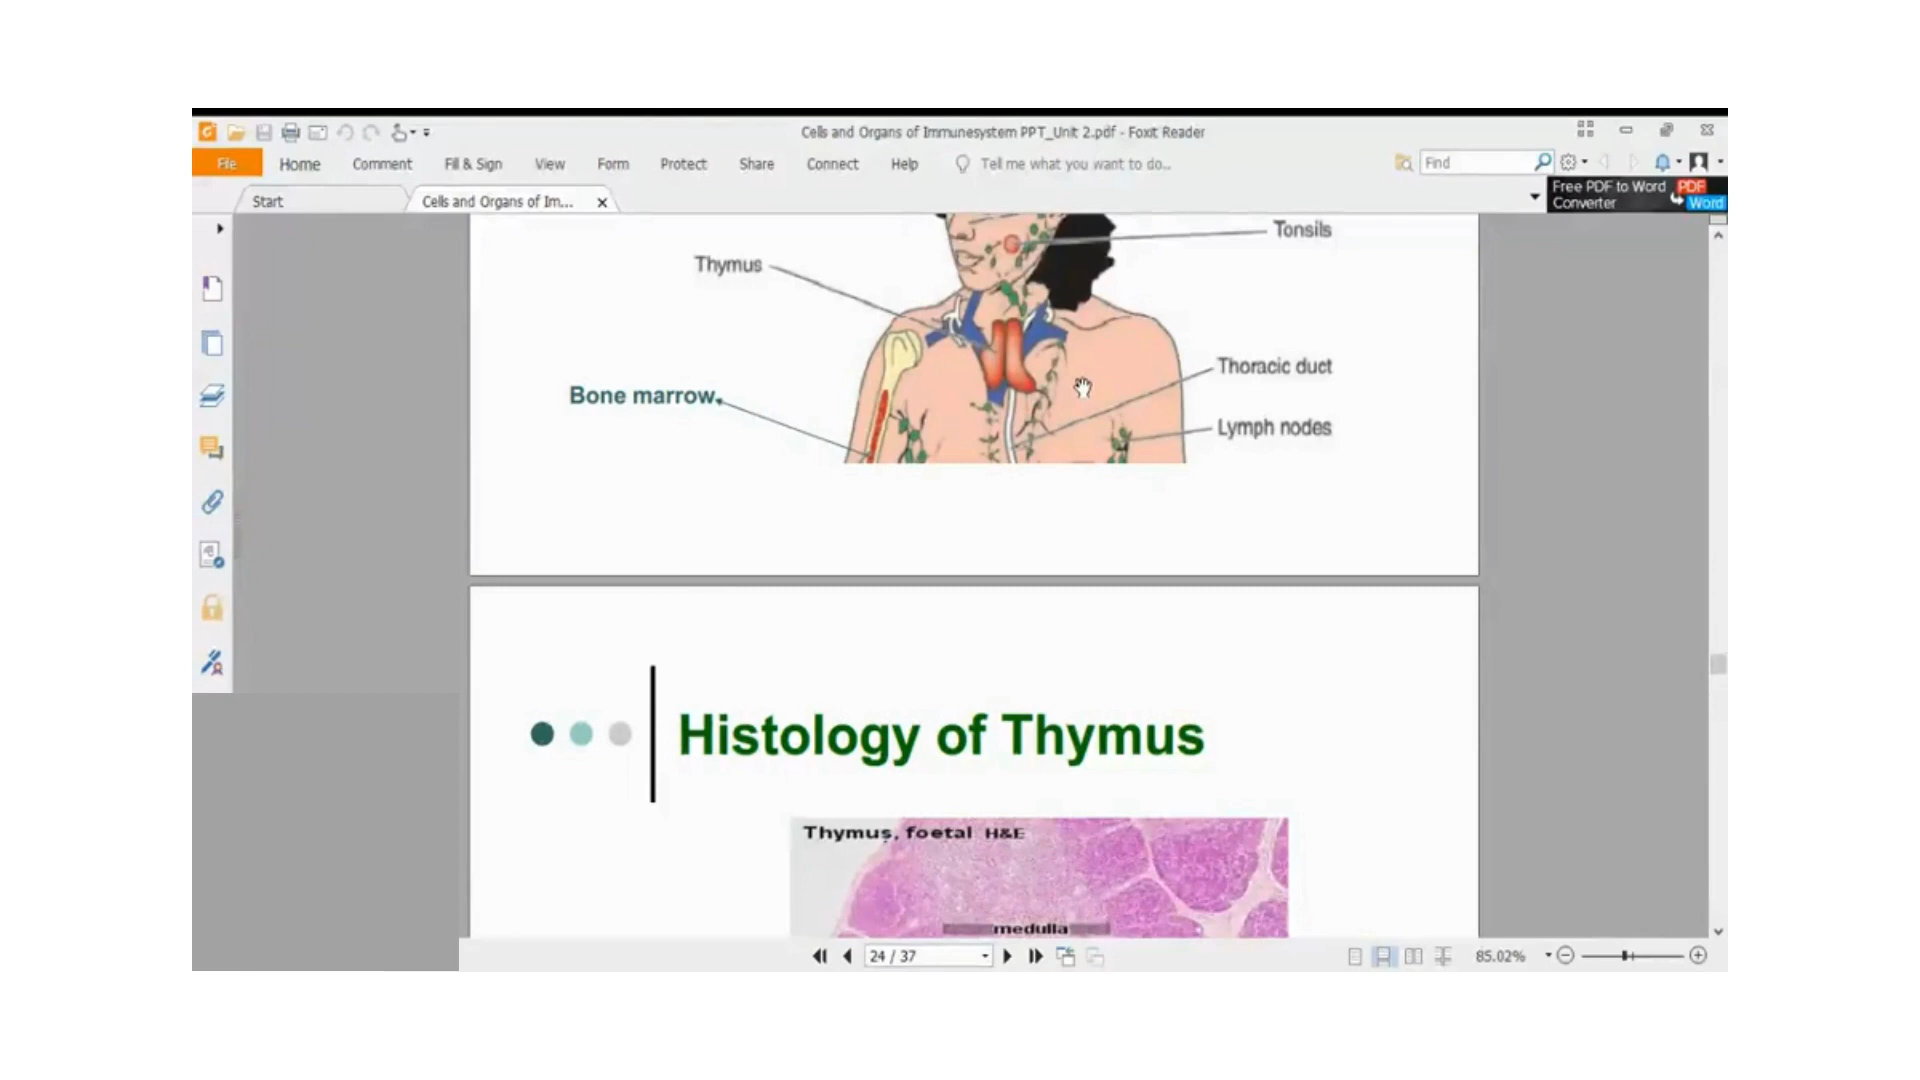 Cells and Organs of Immunesystem PPT_Unit 2.pdf - Foxit Reader
File Home Comment Fill & Sign View Form Protect Share Connect Help Tell me what you want to do... Find
Start Cells and Organs of Im...
Free PDF to Word PDF
Converter Word
Tonsils
Thymus
Thoracic duct
Bone marrow
Lymph nodes
Histology of Thymus
Thymus, foetal H&E
medulla
24 / 37 85.02%